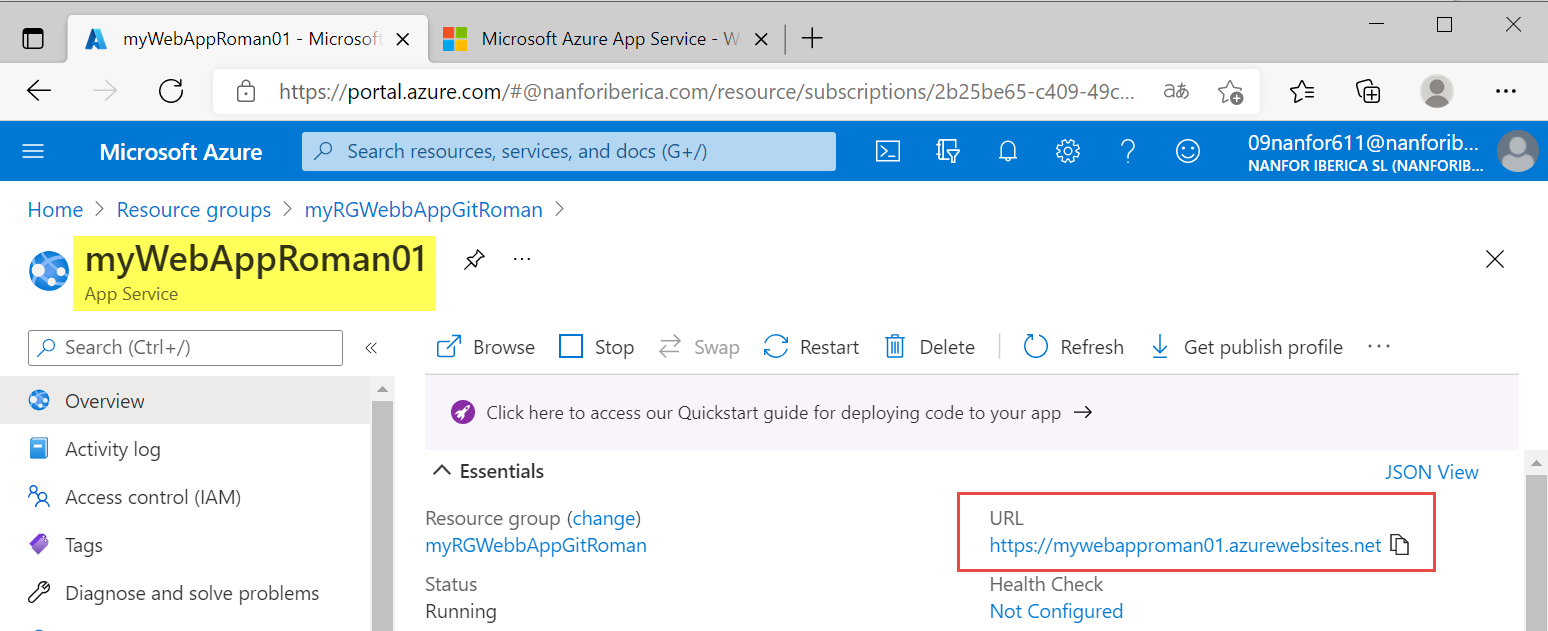 myWebAppRoman01 - Microsoft
Microsoft Azure App Service - W
https://portal.azure.com/#@nanforiberica.com/resource/subscriptions/2b25be65-c409-49c...
aあ
Microsoft Azure
Search resources, services, and docs (G+/)
09nanfor611@nanforib...
NANFOR IBERICA SL (NANFORIB...
Home > Resource groups > myRGWebbAppGitRoman >
myWebAppRoman01
App Service
Search (Ctrl+/)
Browse Stop Swap Restart Delete Refresh Get publish profile
Click here to access our Quickstart guide for deploying code to your app →
Overview
Activity log
Access control (IAM)
Tags
Diagnose and solve problems
Essentials
JSON View
Resource group (change)
myRGWebbAppGitRoman
Status
Running
URL
https://mywebapproman01.azurewebsites.net
Health Check
Not Configured